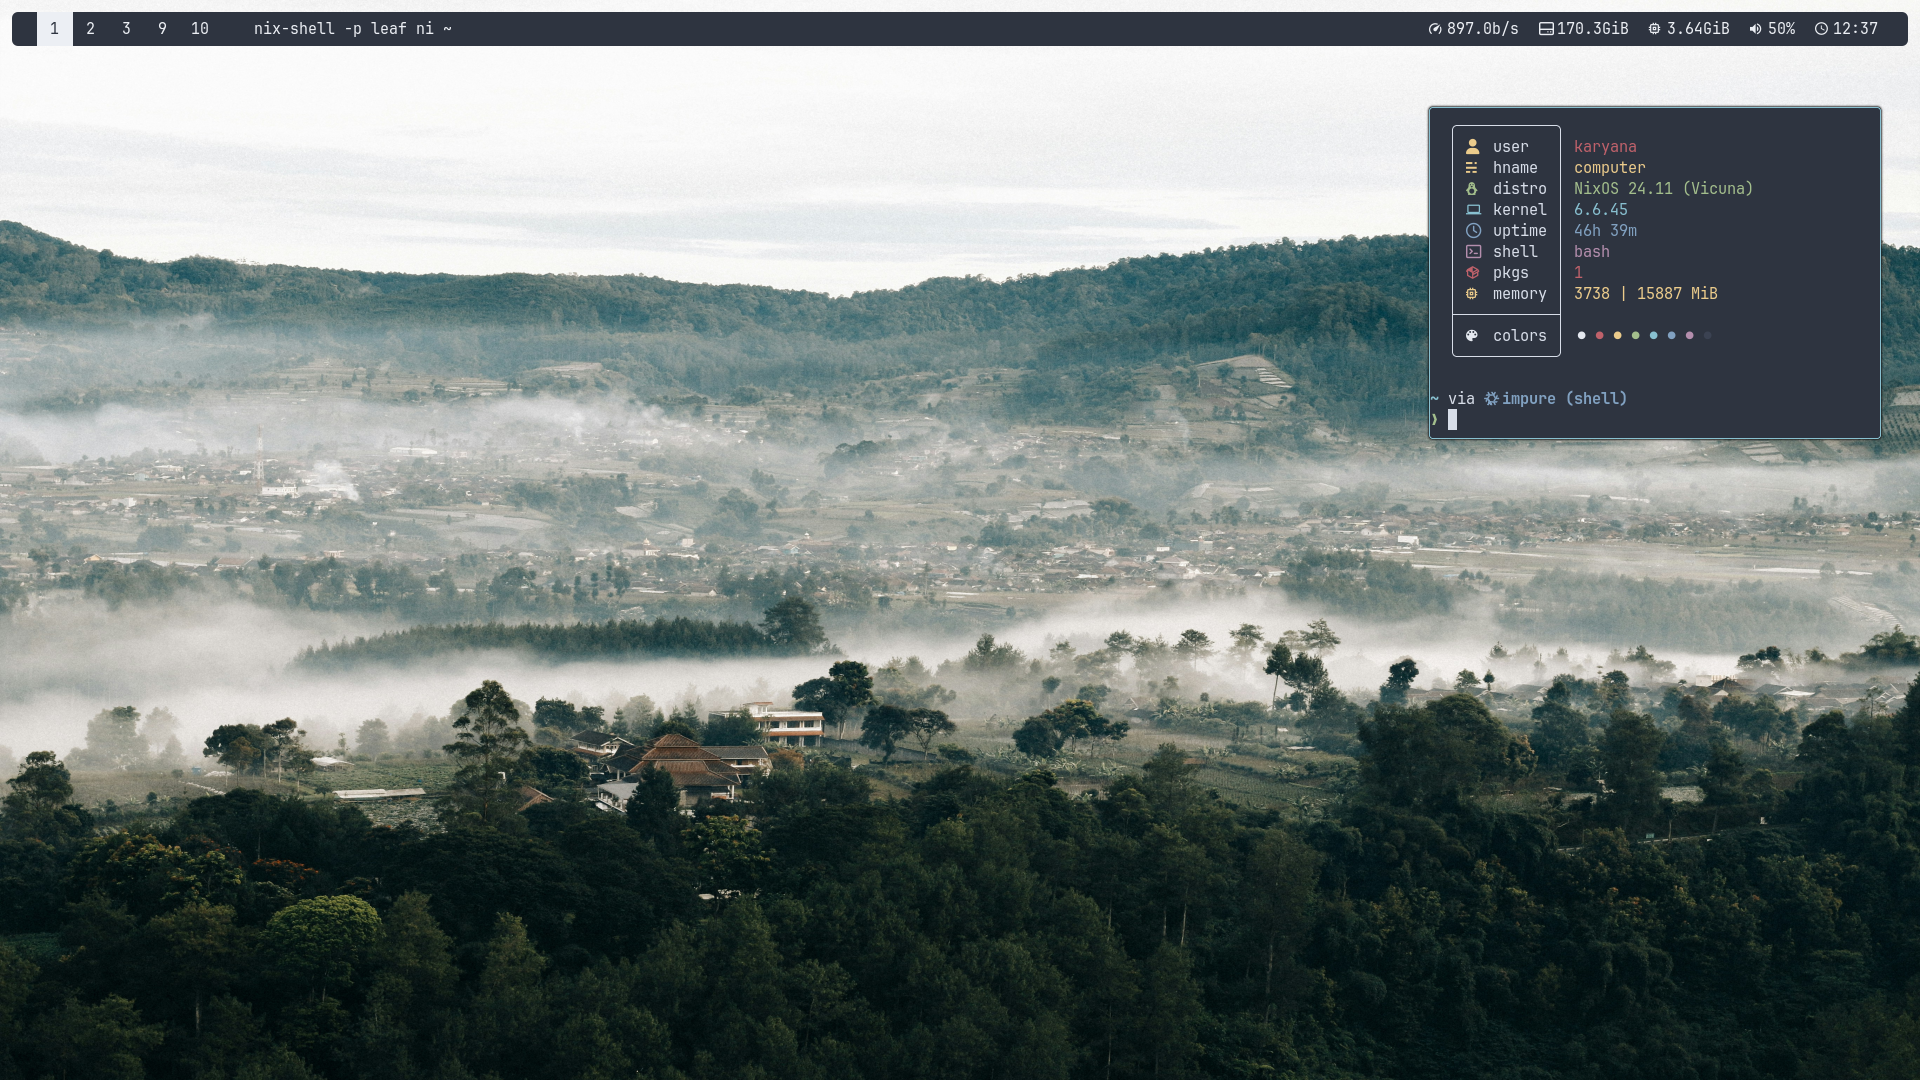 1 2 3 9 10 nix-shell -p leaf ni ~ 897.0b/s 170.3GiB 3.64GiB 50% 12:37
user karyana
hname computer
distro NixOS 24.11 (Vicuna)
kernel 6.6.45
uptime 46h 39m
shell bash
pkgs 1
memory 3738 | 15887 MiB
colors
~ via impure (shell)
❯